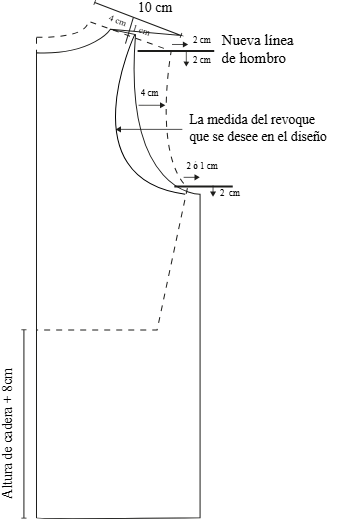 10 cm
4 cm
1 cm
2 cm
2 cm
Nueva línea
de hombro
4 cm
La medida del revoque
que se desee en el diseño
2 ó 1 cm
2 cm
Altura de cadera + 8cm